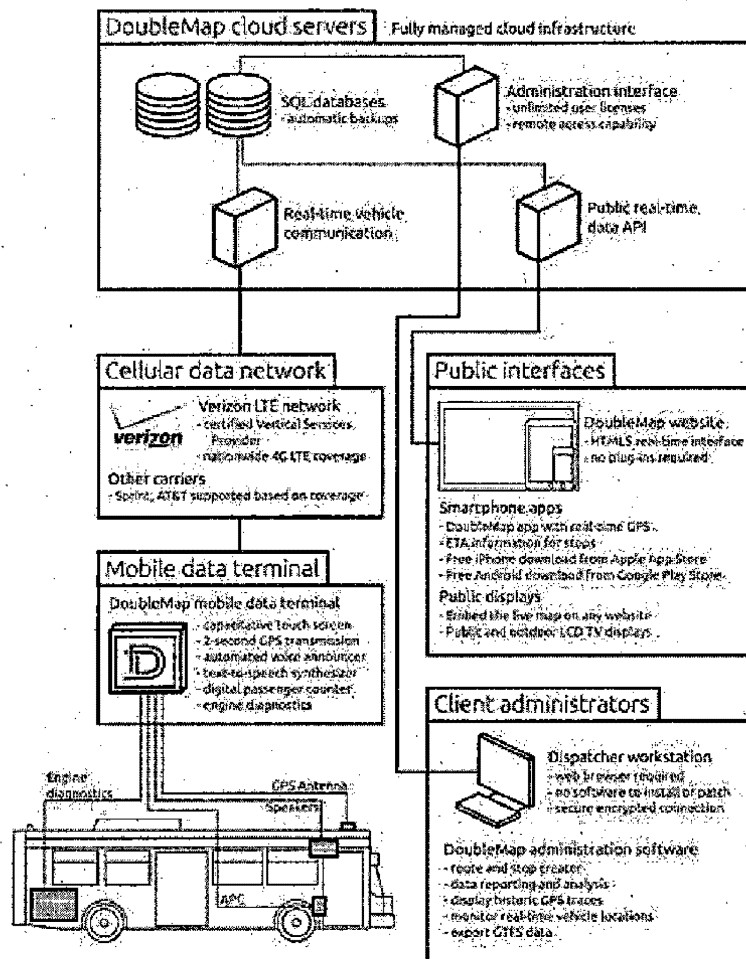 DoubleMap cloud servers
Fully managed cloud infrastructure
SQL databases
- automatic backups
Administration interface
- unlimited user licenses
- remote access capability
Real-time vehicle
communication
Public real-time
data API
Cellular data network
verizon
Verizon LTE network
- certified Vertical Services
Provider
- nationwide 4G LTE coverage
Other carriers
- Sprint, AT&T supported based on coverage
Mobile data terminal
DoubleMap mobile data terminal
D
- capacitative touch screen
- 2-second GPS transmission
- automated voice announcer
- text-to-speech synthesizer
- digital passenger counter
- engine diagnostics
Engine
diagnostics
GPS Antenna
Speakers
APC
Public interfaces
DoubleMap website
- HTML5 real-time interface
- no plug-ins required
Smartphone apps
- DoubleMap app with real-time GPS
- ETA information for stops
- Free iPhone download from Apple App Store
- Free Android download from Google Play Store
Public displays
- Embed the live map on any website
- Public and outdoor LCD TV displays
Client administrators
Dispatcher workstation
- web browser required
- no software to install or patch
- secure encrypted connection
DoubleMap administration software
- route and stop creater
- data reporting and analysis
- display historic GPS traces
- monitor real-time vehicle locations
- export GTFS data